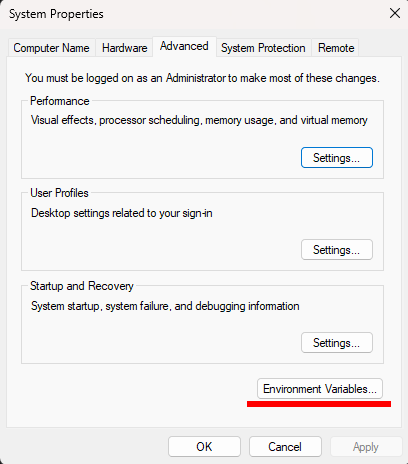 System Properties
Computer Name Hardware Advanced System Protection Remote
You must be logged on as an Administrator to make most of these changes.
Performance
Visual effects, processor scheduling, memory usage, and virtual memory
Settings...
User Profiles
Desktop settings related to your sign-in
Settings...
Startup and Recovery
System startup, system failure, and debugging information
Settings...
Environment Variables...
OK Cancel Apply